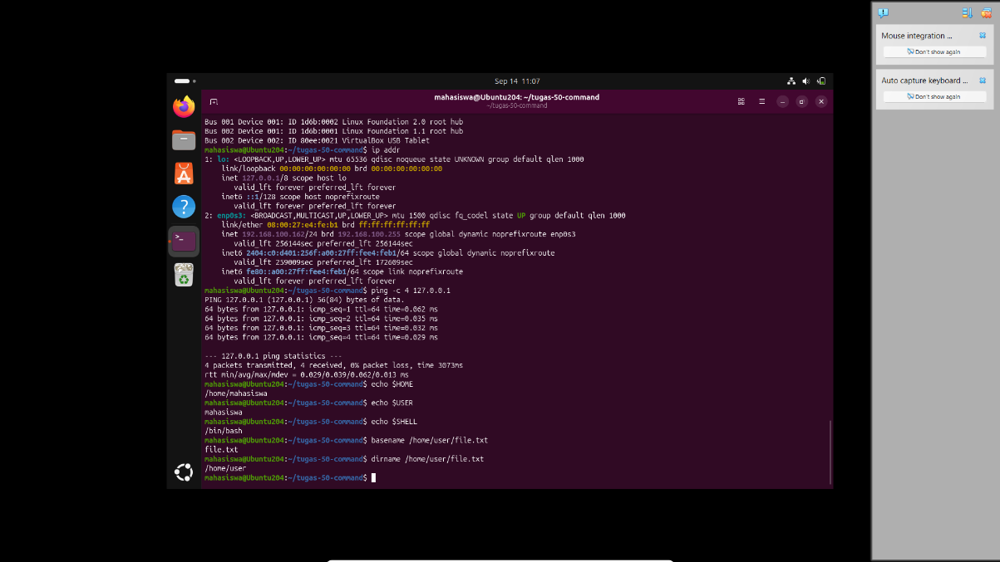 Sep 14 11:07
mahasiswa@Ubuntu204: ~/tugas-50-command
~/tugas-50-command
Bus 001 Device 001: ID 1d6b:0002 Linux Foundation 2.0 root hub
Bus 002 Device 001: ID 1d6b:0001 Linux Foundation 1.1 root hub
Bus 002 Device 002: ID 80ee:0021 VirtualBox USB Tablet
mahasiswa@Ubuntu204:~/tugas-50-command$ ip addr
1: lo: <LOOPBACK,UP,LOWER_UP> mtu 65536 qdisc noqueue state UNKNOWN group default qlen 1000
link/loopback 00:00:00:00:00:00 brd 00:00:00:00:00:00
inet 127.0.0.1/8 scope host lo
valid_lft forever preferred_lft forever
inet6 ::1/128 scope host noprefixroute
valid_lft forever preferred_lft forever
2: enp0s3: <BROADCAST,MULTICAST,UP,LOWER_UP> mtu 1500 qdisc fq_codel state UP group default qlen 1000
link/ether 08:00:27:e4:fe:b1 brd ff:ff:ff:ff:ff:ff
inet 192.168.100.162/24 brd 192.168.100.255 scope global dynamic noprefixroute enp0s3
valid_lft 256144sec preferred_lft 256144sec
inet6 2404:c0:d401:256f:a00:27ff:fee4:feb1/64 scope global dynamic noprefixroute
valid_lft 259009sec preferred_lft 172609sec
inet6 fe80::a00:27ff:fee4:feb1/64 scope link noprefixroute
valid_lft forever preferred_lft forever
mahasiswa@Ubuntu204:~/tugas-50-command$ ping -c 4 127.0.0.1
PING 127.0.0.1 (127.0.0.1) 56(84) bytes of data.
64 bytes from 127.0.0.1: icmp_seq=1 ttl=64 time=0.062 ms
64 bytes from 127.0.0.1: icmp_seq=2 ttl=64 time=0.035 ms
64 bytes from 127.0.0.1: icmp_seq=3 ttl=64 time=0.032 ms
64 bytes from 127.0.0.1: icmp_seq=4 ttl=64 time=0.029 ms
--- 127.0.0.1 ping statistics ---
4 packets transmitted, 4 received, 0% packet loss, time 3073ms
rtt min/avg/max/mdev = 0.029/0.039/0.062/0.013 ms
mahasiswa@Ubuntu204:~/tugas-50-command$ echo $HOME
/home/mahasiswa
mahasiswa@Ubuntu204:~/tugas-50-command$ echo $USER
mahasiswa
mahasiswa@Ubuntu204:~/tugas-50-command$ echo $SHELL
/bin/bash
mahasiswa@Ubuntu204:~/tugas-50-command$ basename /home/user/file.txt
file.txt
mahasiswa@Ubuntu204:~/tugas-50-command$ dirname /home/user/file.txt
/home/user
mahasiswa@Ubuntu204:~/tugas-50-command$
Mouse integration ...
Don't show again
Auto capture keyboard ...
Don't show again